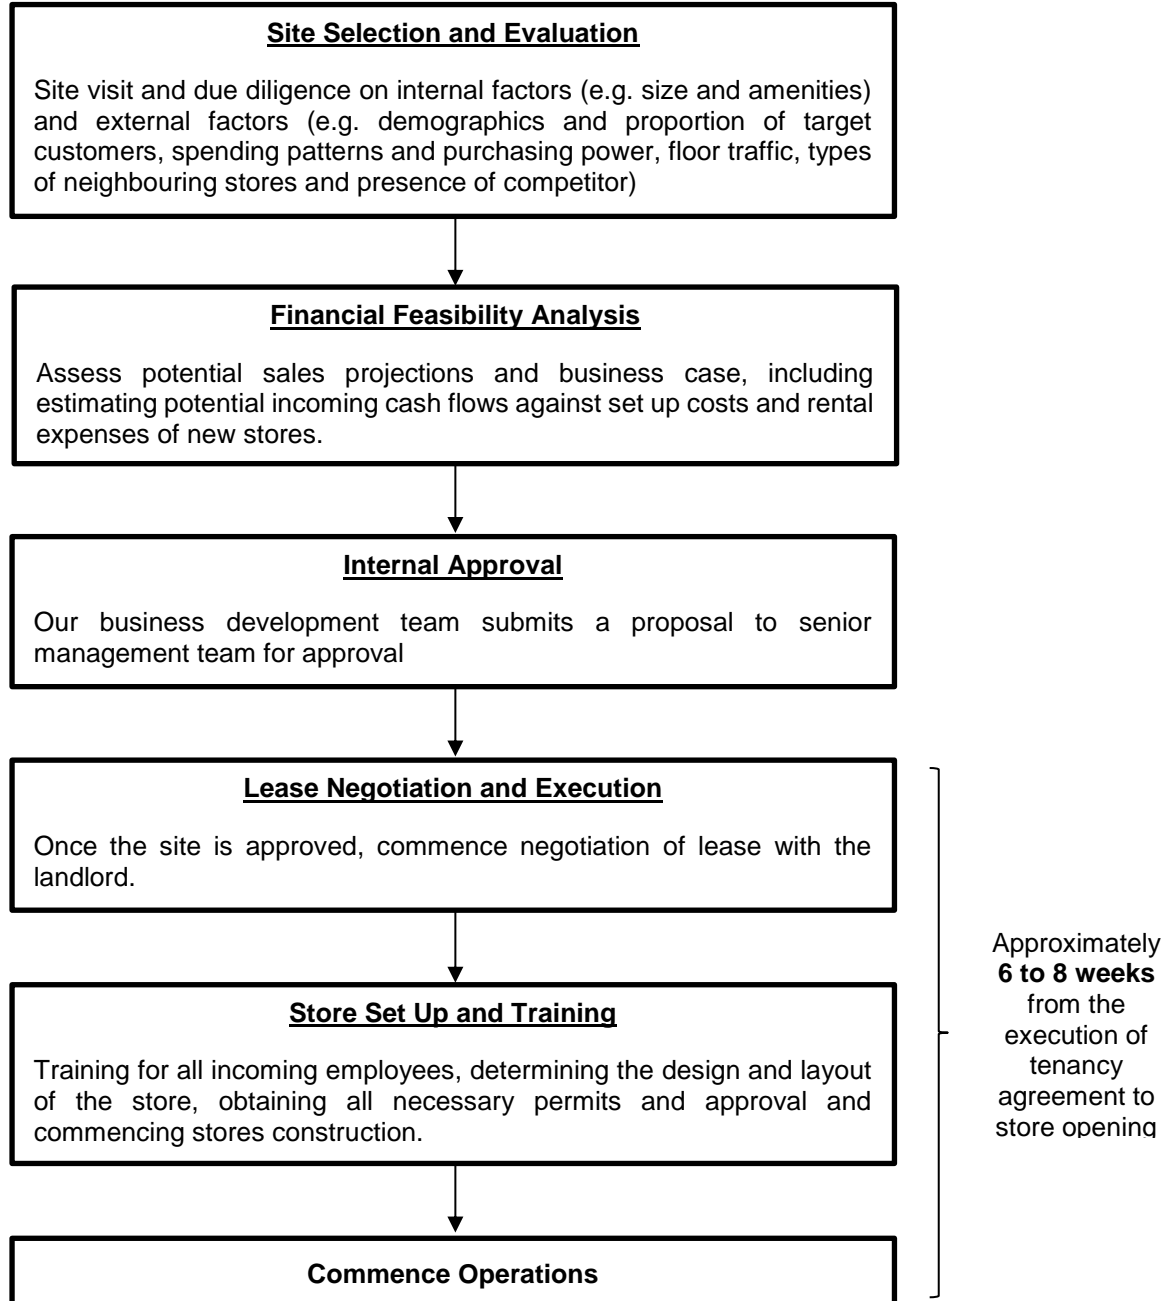 Site Selection and Evaluation
Site visit and due diligence on internal factors (e.g. size and amenities)
and external factors (e.g. demographics and proportion of target
customers, spending patterns and purchasing power, floor traffic, types
of neighbouring stores and presence of competitor)
Financial Feasibility Analysis
Assess potential sales projections and business case, including
estimating potential incoming cash flows against set up costs and rental
expenses of new stores.
Internal Approval
Our business development team submits a proposal to senior
management team for approval
Lease Negotiation and Execution
Once the site is approved, commence negotiation of lease with the
landlord.
Store Set Up and Training
Training for all incoming employees, determining the design and layout
of the store, obtaining all necessary permits and approval and
commencing stores construction.
Commence Operations
Approximately
6 to 8 weeks
from the
execution of
tenancy
agreement to
store opening